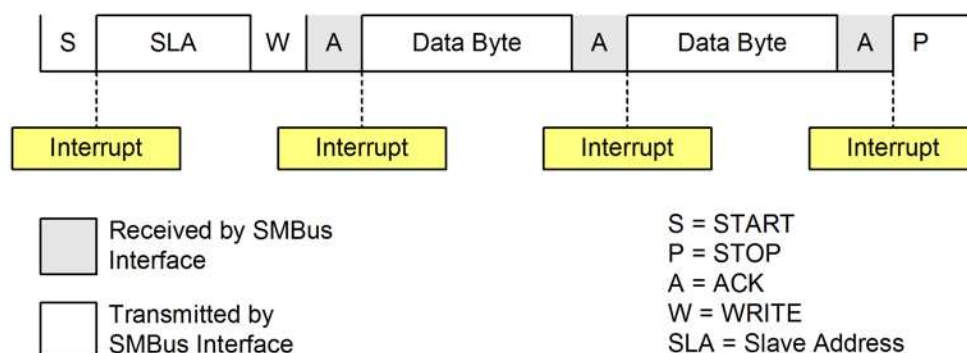 S SLA W A Data Byte A Data Byte A P
Interrupt Interrupt Interrupt Interrupt
Received by SMBus
Interface
Transmitted by
SMBus Interface
S = START
P = STOP
A = ACK
W = WRITE
SLA = Slave Address